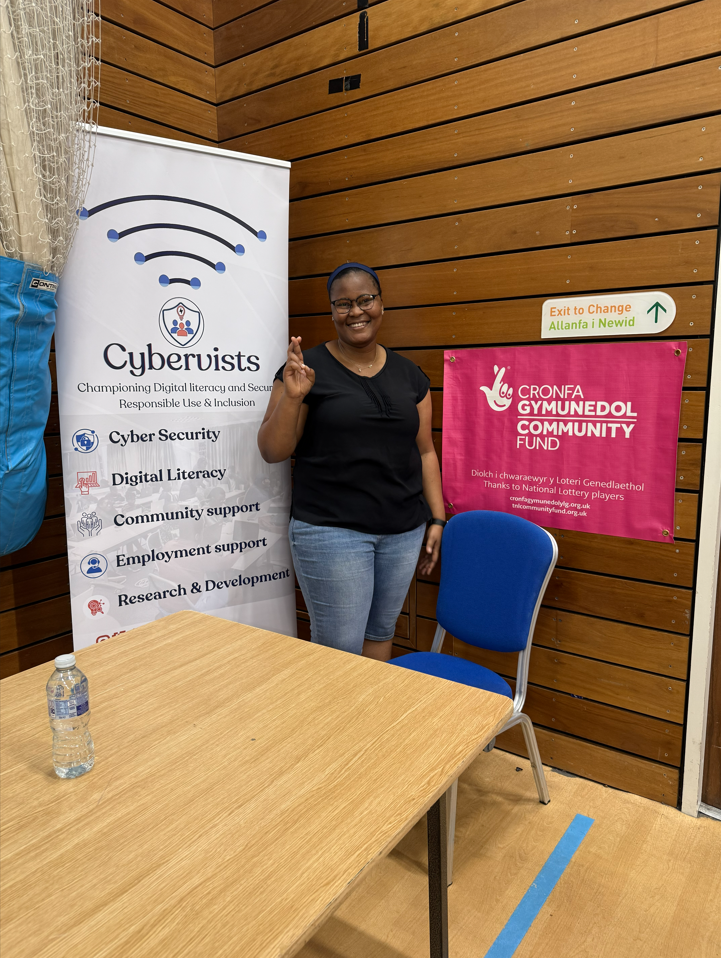 Cybervists
Championing Digital literacy and
Responsible Use & Inclusion
Cyber Security
Digital Literacy
Community support
Employment support
Research & Development
Exit to Change
Allanfa i Newid
CRONFA
GYMUNEDOL
COMMUNITY
FUND
Diolch i chwaraewyr y Loteri Genedlaethol
Thanks to National Lottery players
cronfagymunedolylg.org.uk
tnlcommunityfund.org.uk